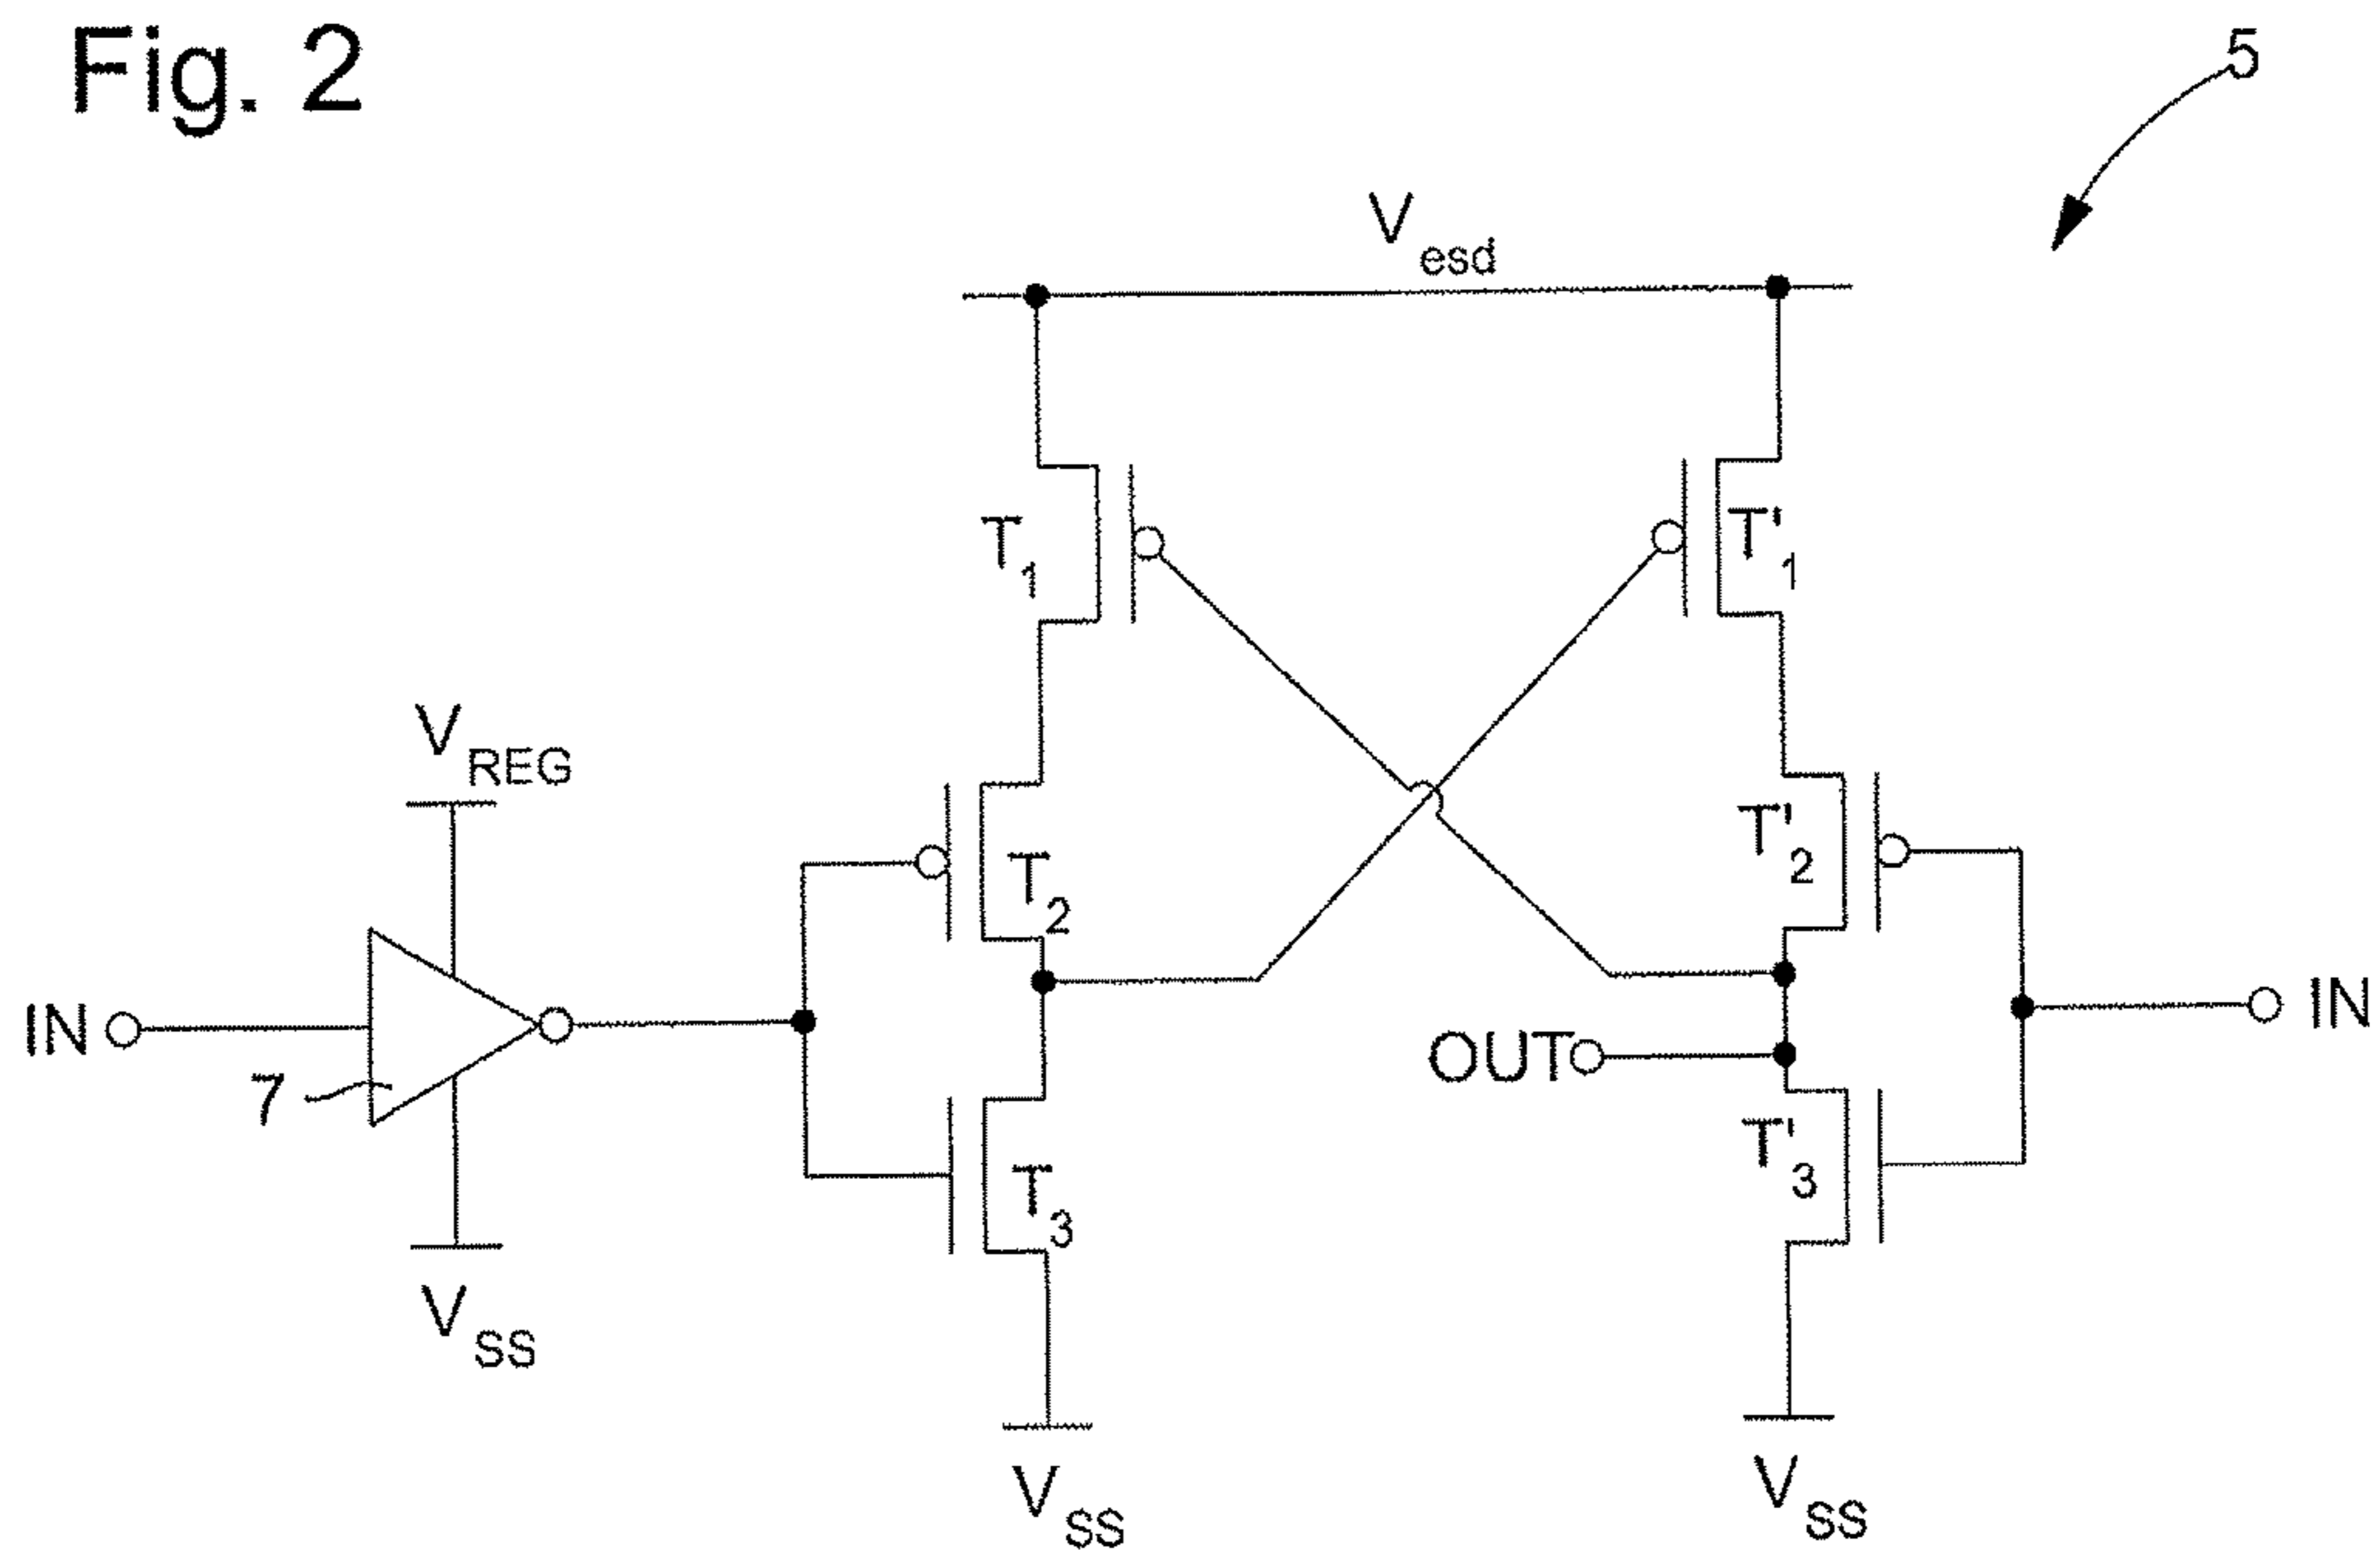 Fig. 2
5
Vesd
T1
T'1
VREG
T2
T'2
IN
IN
7
OUT
T3
T'3
VSS
VSS
VSS